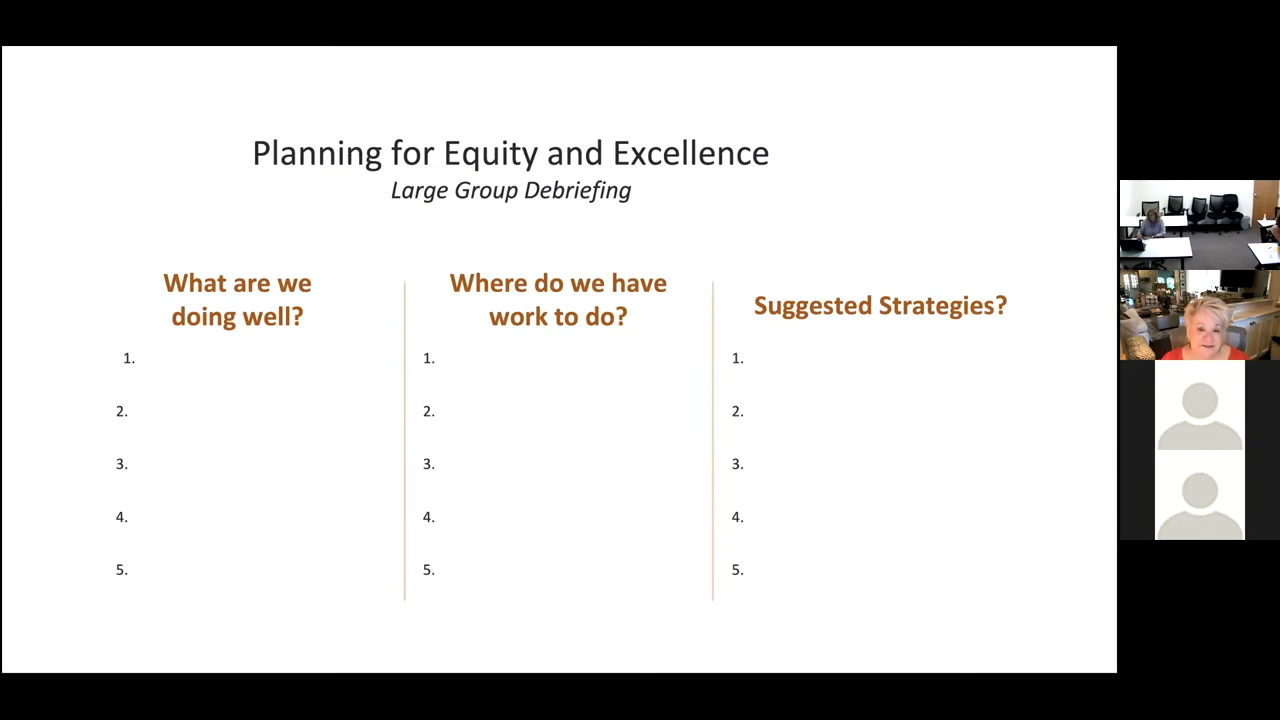 Planning for Equity and Excellence
Large Group Debriefing
What are we
doing well?
1.
2.
3.
4.
5.
Where do we have
work to do?
1.
2.
3.
4.
5.
Suggested Strategies?
1.
2.
3.
4.
5.